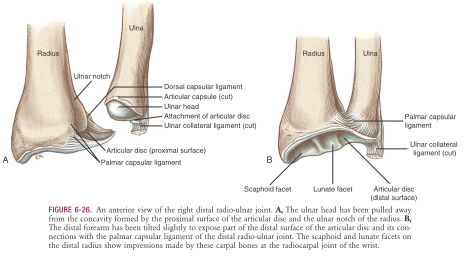 Ulna
Radius
Ulnar notch
Dorsal capsular ligament
Articular capsule (cut)
Ulnar head
Attachment of articular disc
Ulnar collateral ligament (cut)
Articular disc (proximal surface)
Palmar capsular ligament
A
Radius
Ulna
Palmar capsular
ligament
Ulnar collateral
ligament (cut)
B
Scaphoid facet
Lunate facet
Articular disc
(distal surface)
FIGURE 6-26. An anterior view of the right distal radio-ulnar joint. A, The ulnar head has been pulled away
from the concavity formed by the proximal surface of the articular disc and the ulnar notch of the radius. B,
The distal forearm has been tilted slightly to expose part of the distal surface of the articular disc and its con-
nections with the palmar capsular ligament of the distal radio-ulnar joint. The scaphoid and lunate facets on
the distal radius show impressions made by these carpal bones at the radiocarpal joint of the wrist.